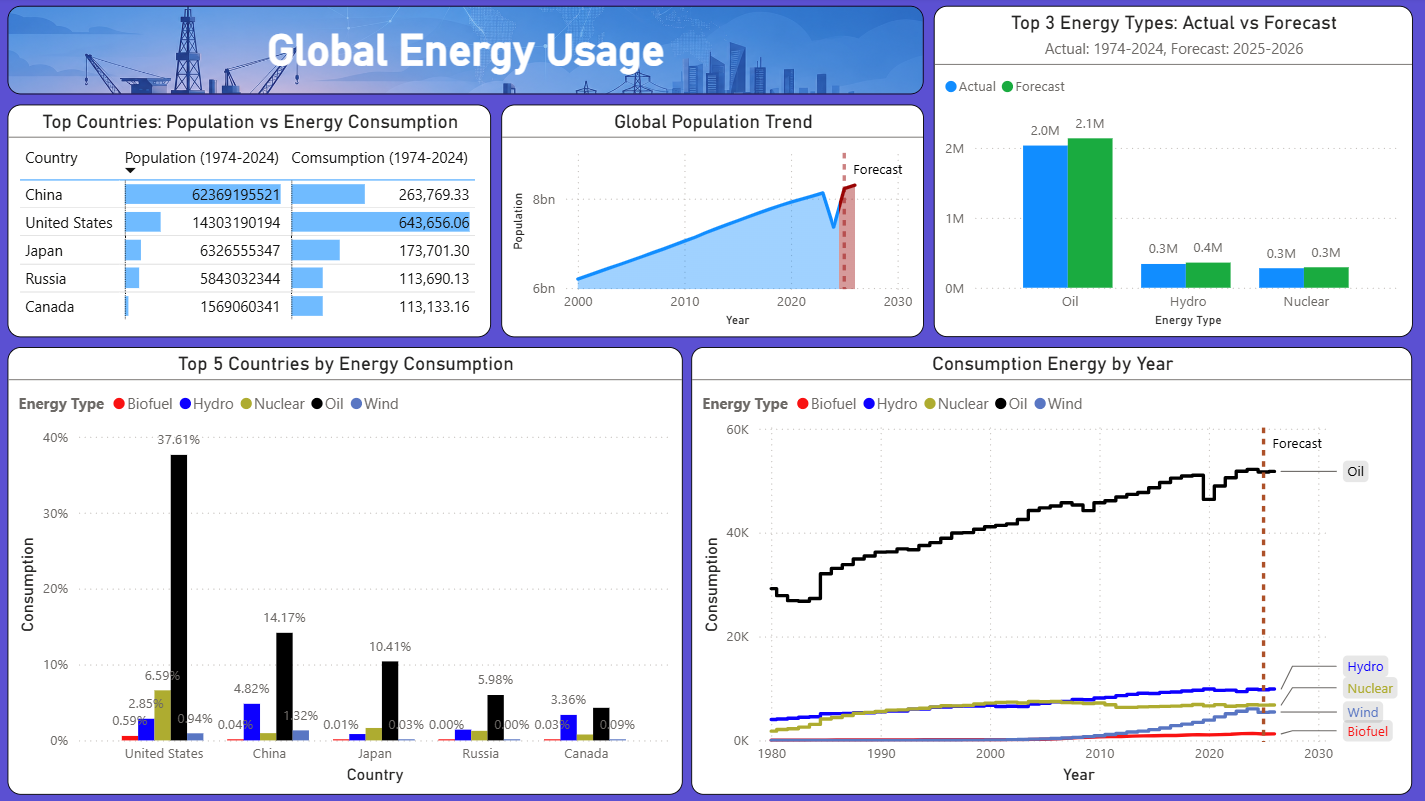 Global Energy Usage
Top 3 Energy Types: Actual vs Forecast
Actual: 1974-2024, Forecast: 2025-2026
Actual Forecast
2.0M 2.1M
2M
1M
0.3M 0.4M 0.3M 0.3M
0M
Oil Hydro Nuclear
Energy Type
Top Countries: Population vs Energy Consumption
Country Population (1974-2024) Comsumption (1974-2024)
China 62369195521 263,769.33
United States 14303190194 643,656.06
Japan 6326555347 173,701.30
Russia 5843032344 113,690.13
Canada 1569060341 113,133.16
Global Population Trend
Forecast
Population
8bn
6bn
2000 2010 2020 2030
Year
Top 5 Countries by Energy Consumption
Energy Type Biofuel Hydro Nuclear Oil Wind
Consumption
40%
30%
20%
10%
0%
0.59% 2.85% 6.59% 37.61% 0.94%
0.04% 4.82% 14.17% 1.32%
0.01% 10.41% 0.03%
0.00% 5.98% 0.00%
0.03% 3.36% 0.09%
United States China Japan Russia Canada
Country
Consumption Energy by Year
Energy Type Biofuel Hydro Nuclear Oil Wind
Consumption
60K
40K
20K
0K
Forecast
Oil
Hydro
Nuclear
Wind
Biofuel
1980 1990 2000 2010 2020 2030
Year